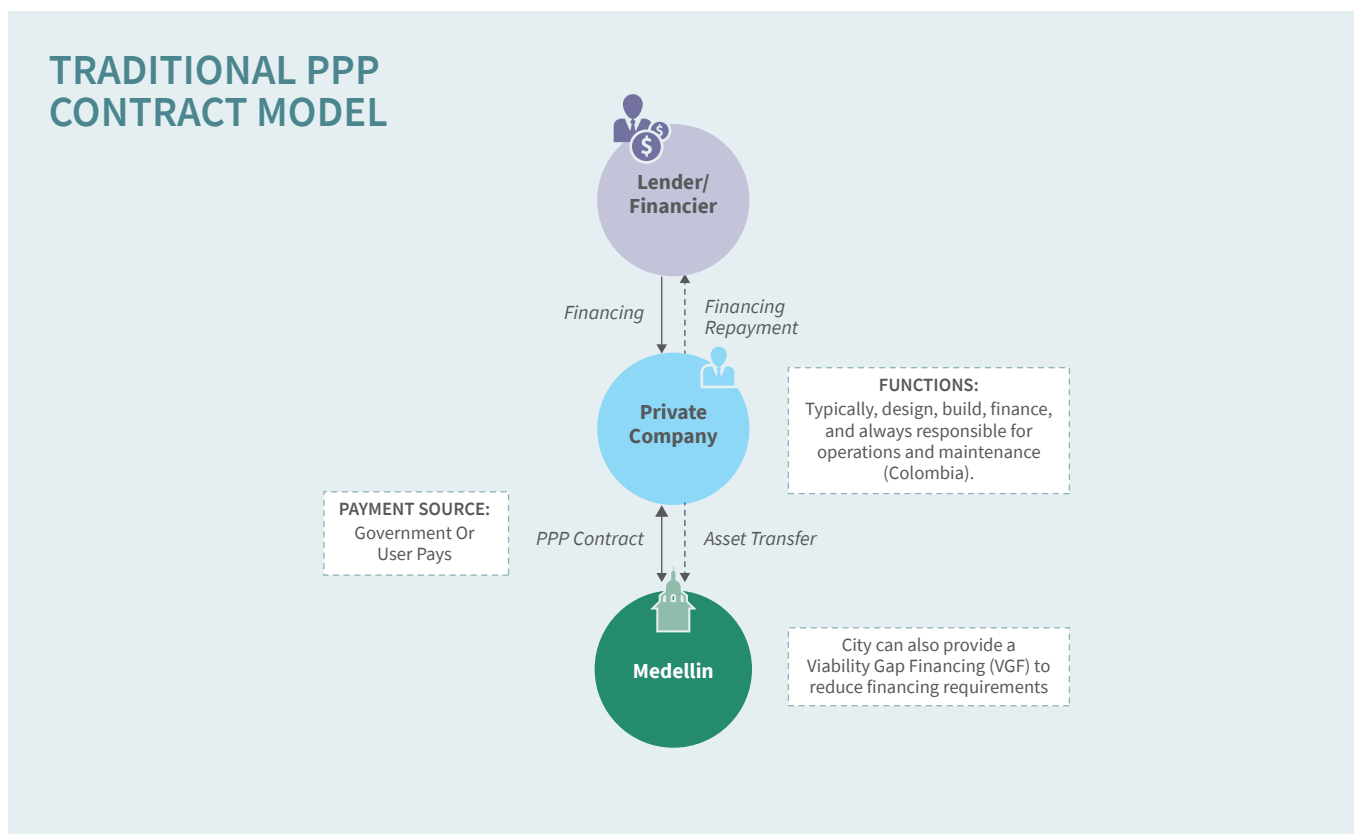 TRADITIONAL PPP
CONTRACT MODEL
$
$
Lender/
Financier
Financing
Financing
Repayment
Private
Company
FUNCTIONS:
Typically, design, build, finance,
and always responsible for
operations and maintenance
(Colombia).
PAYMENT SOURCE:
Government Or
User Pays
PPP Contract
Asset Transfer
Medellin
City can also provide a
Viability Gap Financing (VGF) to
reduce financing requirements